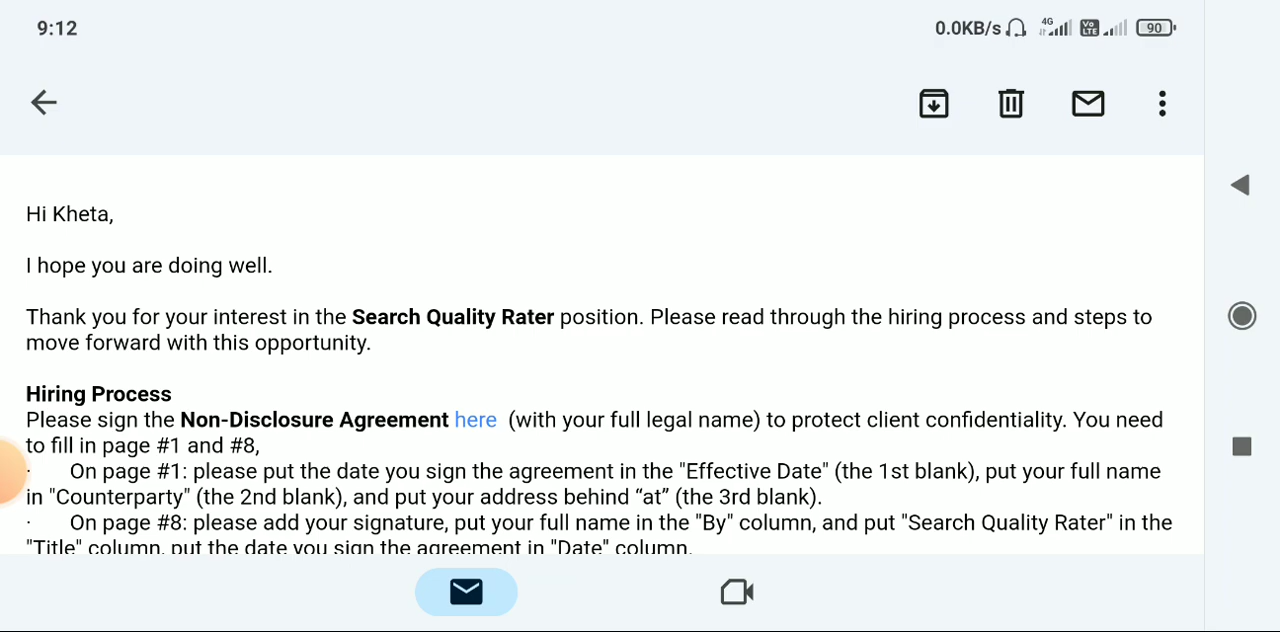 9:12
0.0KB/s 4G Vo LTE 90
Hi Kheta,
I hope you are doing well.
Thank you for your interest in the Search Quality Rater position. Please read through the hiring process and steps to
move forward with this opportunity.
Hiring Process
Please sign the Non-Disclosure Agreement here (with your full legal name) to protect client confidentiality. You need
to fill in page #1 and #8,
· On page #1: please put the date you sign the agreement in the "Effective Date" (the 1st blank), put your full name
in "Counterparty" (the 2nd blank), and put your address behind “at” (the 3rd blank).
· On page #8: please add your signature, put your full name in the "By" column, and put "Search Quality Rater" in the
"Title" column, put the date you sign the agreement in "Date" column.